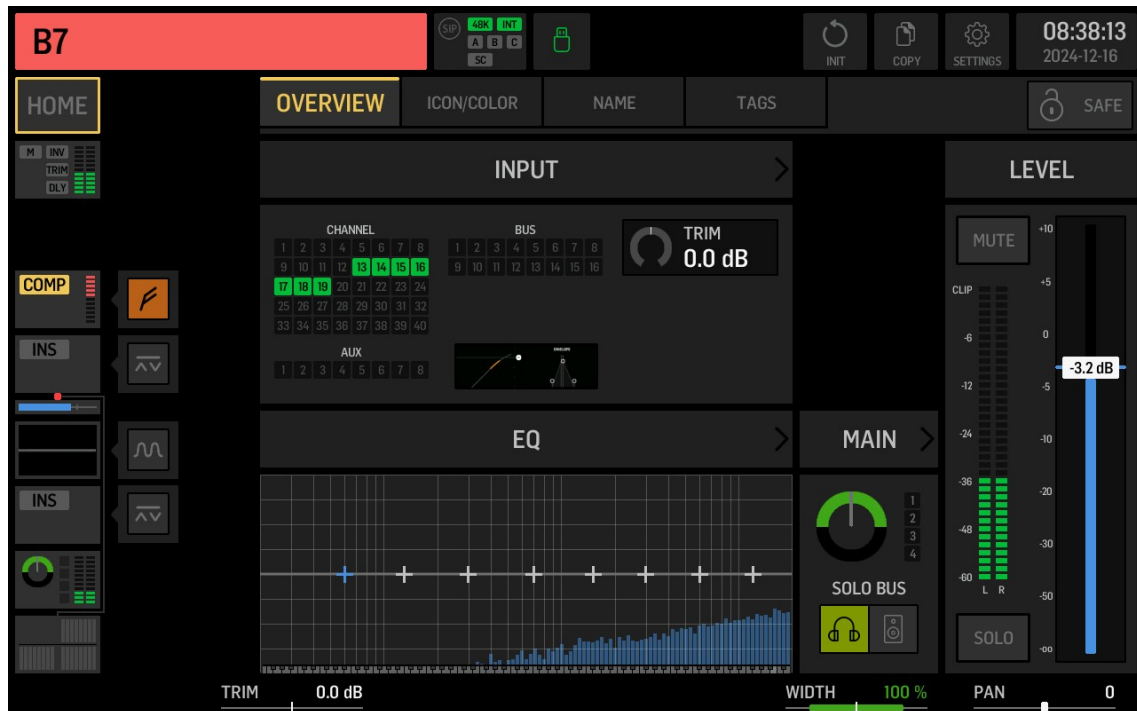 B7
SIP 48K INT
A B C
SC
INIT COPY SETTINGS
08:38:13
2024-12-16
HOME OVERVIEW ICON/COLOR NAME TAGS SAFE
M INV
TRIM
DLY
INPUT
LEVEL
CHANNEL BUS
TRIM
0.0 dB
1 2 3 4 5 6 7 8 1 2 3 4 5 6 7 8
9 10 11 12 13 14 15 16 9 10 11 12 13 14 15 16
17 18 19 20 21 22 23 24
25 26 27 28 29 30 31 32
33 34 35 36 37 38 39 40
AUX
1 2 3 4 5 6 7 8
ENVELOPE
COMP
INS
INS
EQ
MAIN
1
2
3
4
SOLO BUS
MUTE
CLIP
-6
-12
-24
-36
-48
-60
L R
SOLO
+10
+5
0
-3.2 dB
-5
-10
-20
-30
-50
-oo
TRIM 0.0 dB
WIDTH 100 %
PAN 0